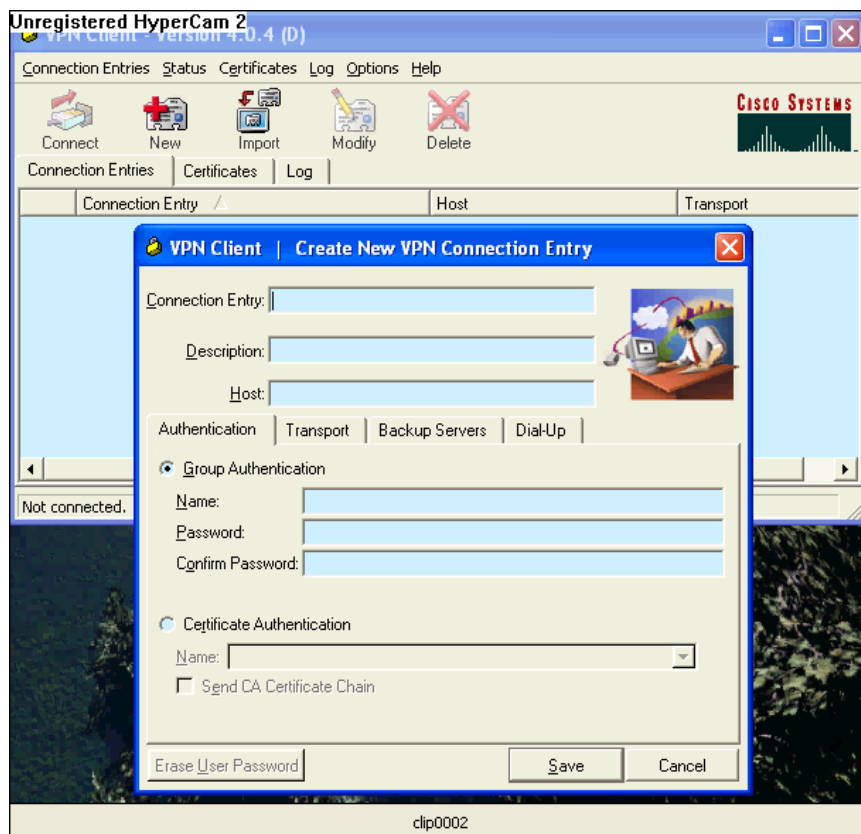 Unregistered HyperCam 2
VPN Client - Version 4.0.4 (D)
Connection Entries Status Certificates Log Options Help
Connect New Import Modify Delete
CISCO SYSTEMS
Connection Entries Certificates Log
Connection Entry Host Transport
VPN Client | Create New VPN Connection Entry
Connection Entry:
Description:
Host:
Authentication Transport Backup Servers Dial-Up
Group Authentication
Name:
Password:
Confirm Password:
Not connected.
Certificate Authentication
Name:
Send CA Certificate Chain
Erase User Password Save Cancel
clip0002